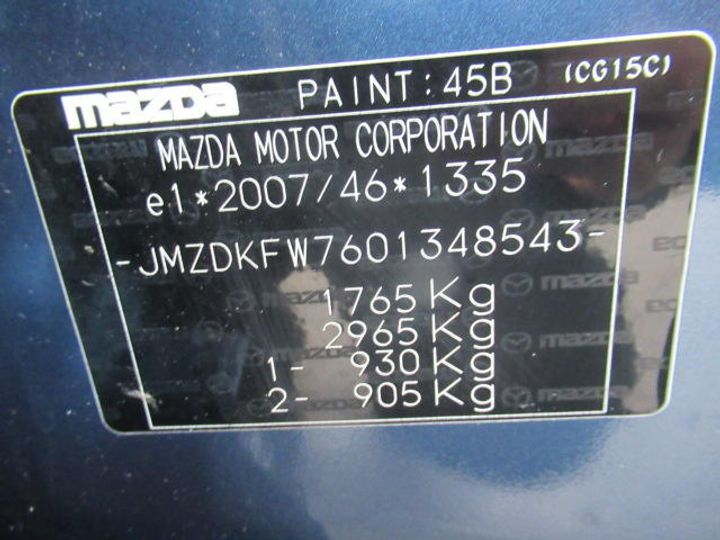 mazda PAINT:45B (CG15C)
MAZDA MOTOR CORPORATION
e1*2007/46*1335
-JMZDKFW7601348543-
1765Kg
2965Kg
1- 930Kg
2- 905Kg